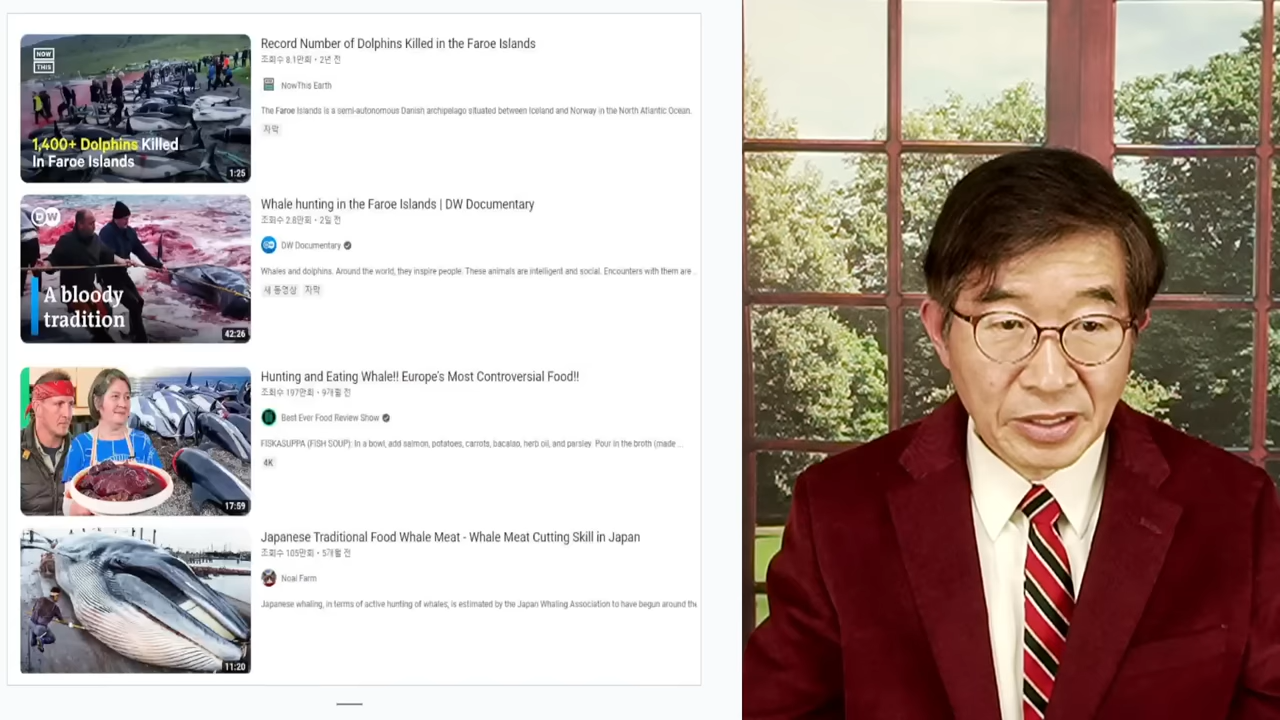 NOW
THIS
1,400+ Dolphins Killed
In Faroe Islands
1:25
Record Number of Dolphins Killed in the Faroe Islands
조회수 8.1만회 • 2년 전
NowThis Earth
The Faroe Islands is a semi-autonomous Danish archipelago situated between Iceland and Norway in the North Atlantic Ocean.
자막
DW
A bloody
tradition
42:26
Whale hunting in the Faroe Islands | DW Documentary
조회수 2.8만회 • 2일 전
DW Documentary
Whales and dolphins. Around the world, they inspire people. These animals are intelligent and social. Encounters with them are ...
새 동영상 자막
17:59
Hunting and Eating Whale!! Europe's Most Controversial Food!!
조회수 197만회 • 9개월 전
Best Ever Food Review Show
FISKASUPPA (FISH SOUP): In a bowl, add salmon, potatoes, carrots, bacalao, herb oil, and parsley. Pour in the broth (made ...
4K
11:20
Japanese Traditional Food Whale Meat - Whale Meat Cutting Skill in Japan
조회수 105만회 • 5개월 전
Noal Farm
Japanese whaling, in terms of active hunting of whales, is estimated by the Japan Whaling Association to have begun around the